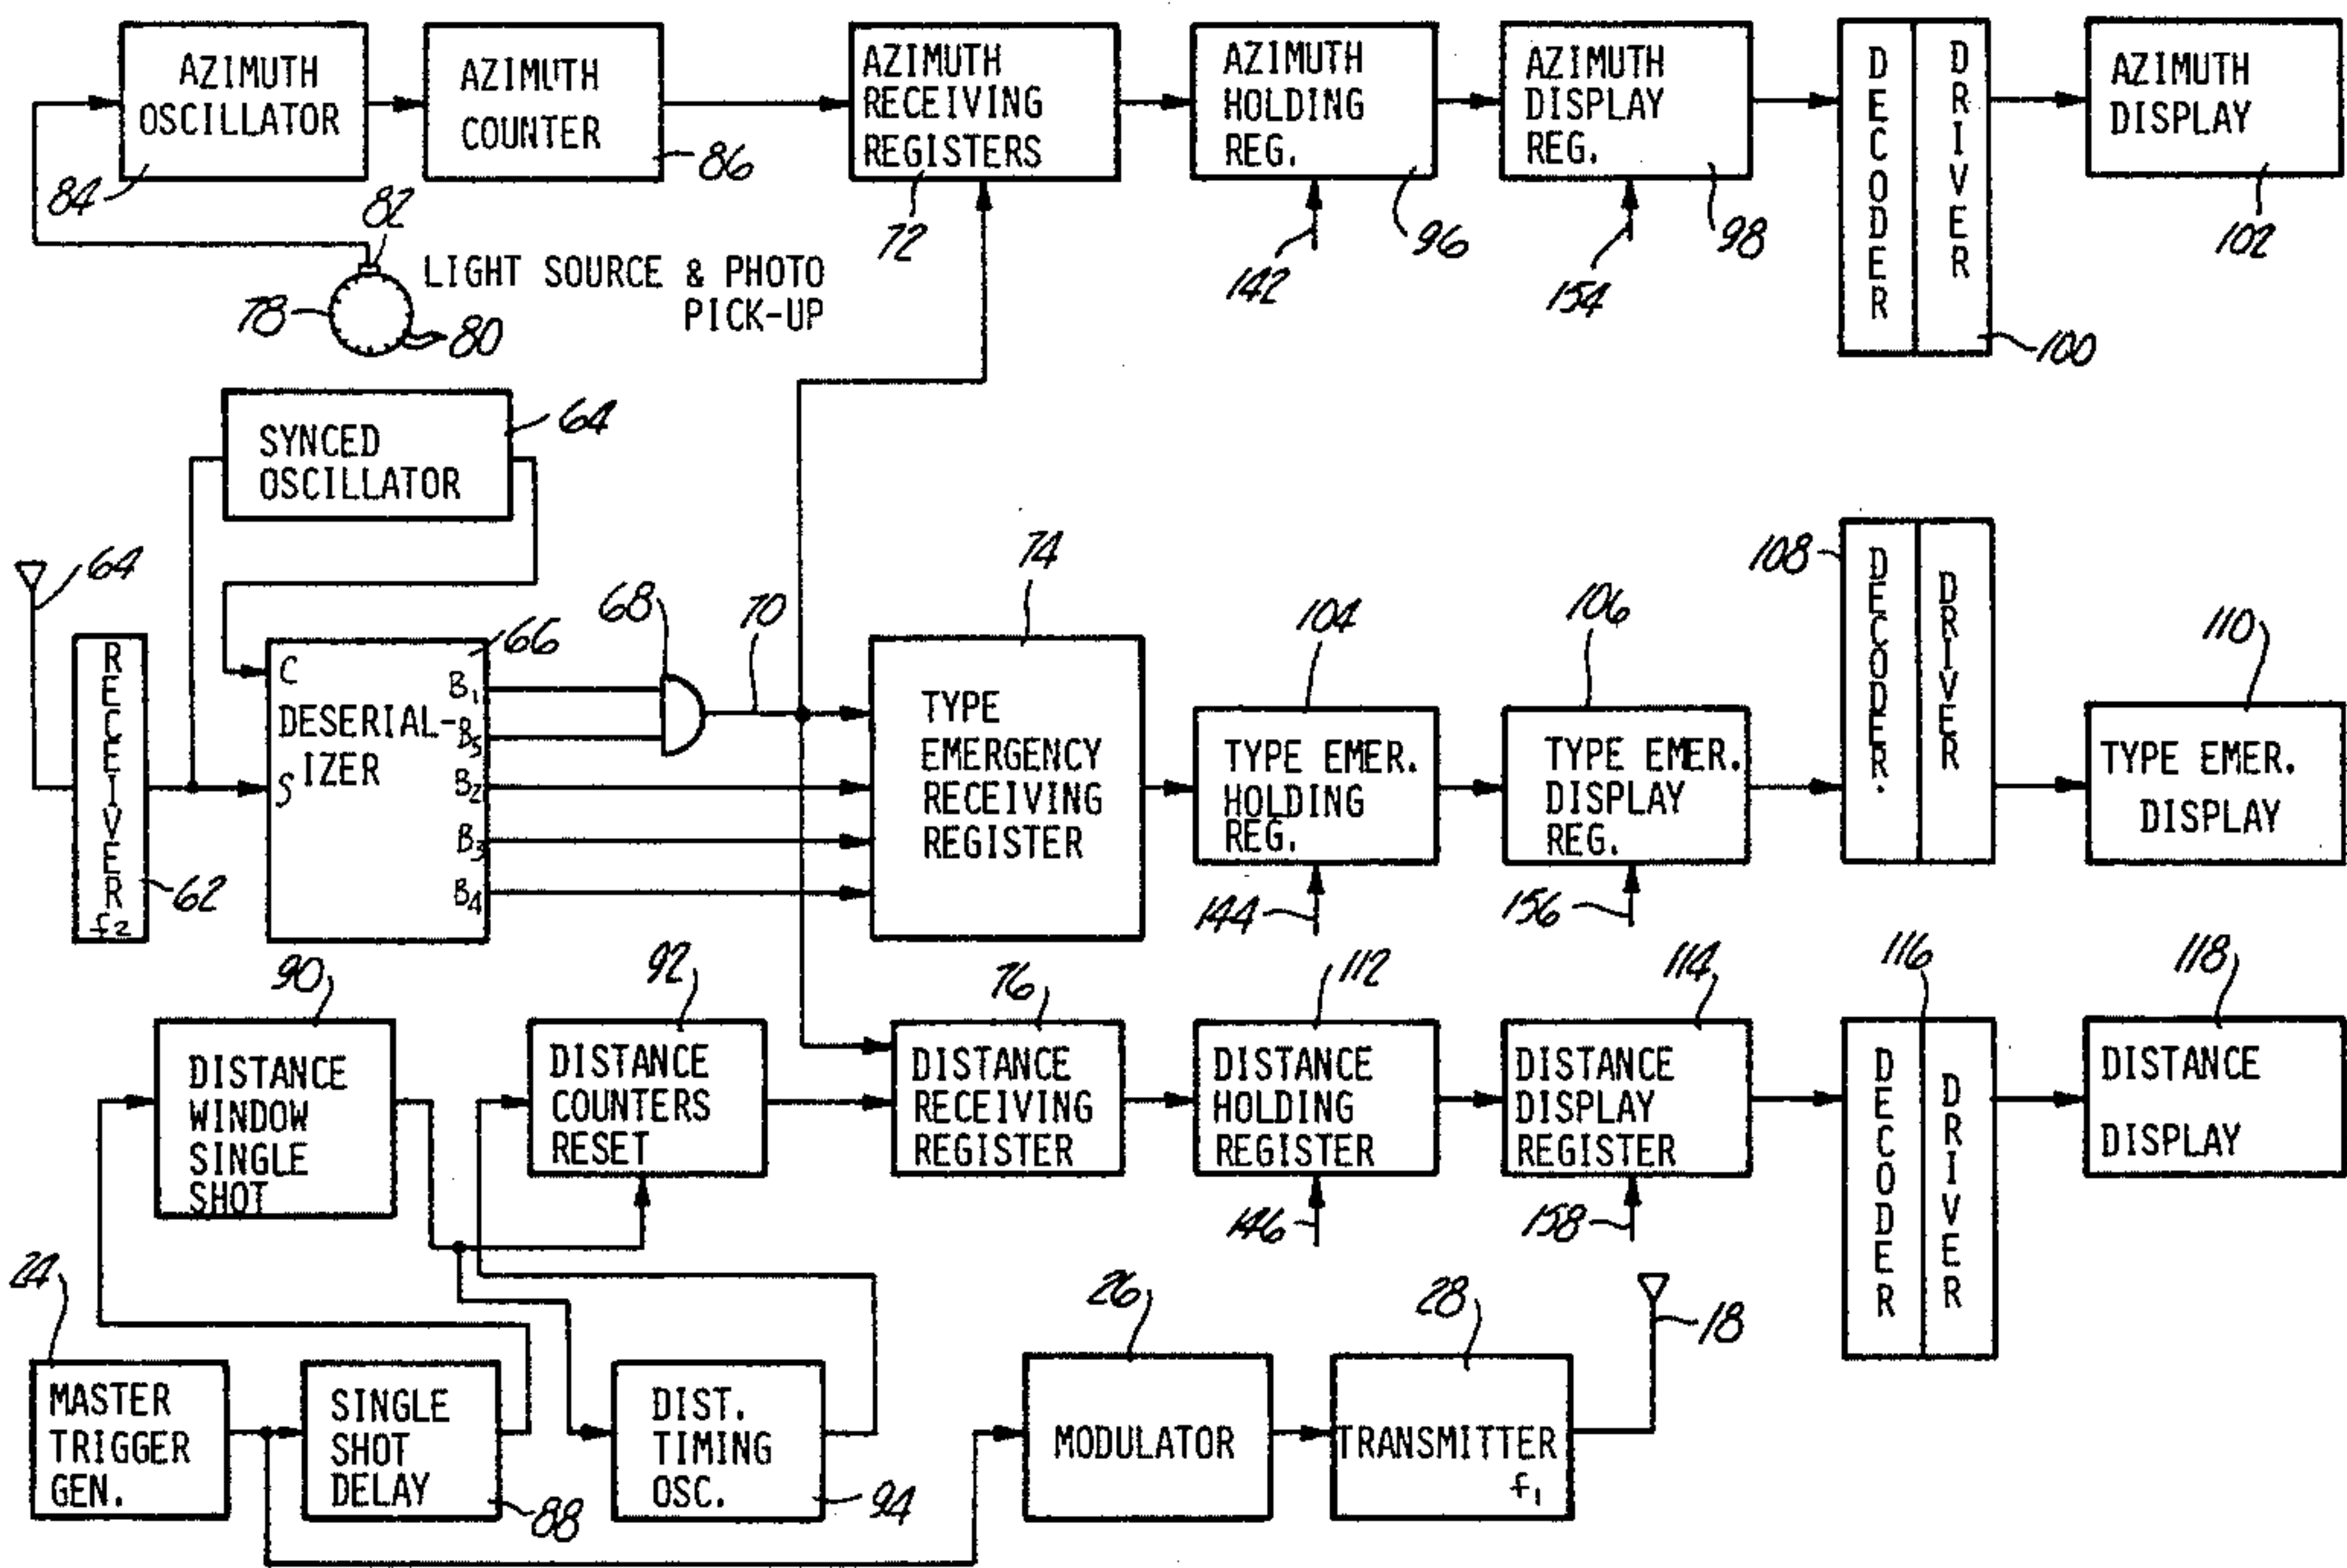 AZIMUTH
OSCILLATOR
84
AZIMUTH
COUNTER
86
AZIMUTH
RECEIVING
REGISTERS
72
AZIMUTH
HOLDING
REG.
96
142
AZIMUTH
DISPLAY
REG.
98
154
DECODER
DRIVER
100
AZIMUTH
DISPLAY
102
82
78
80
LIGHT SOURCE & PHOTO
PICK-UP
SYNCED
OSCILLATOR
64
64
RECEIVER
f2
62
66
C
DESERIAL-
IZER
S
B1
B5
B2
B3
B4
68
70
74
TYPE
EMERGENCY
RECEIVING
REGISTER
104
TYPE EMER.
HOLDING
REG.
144
106
TYPE EMER.
DISPLAY
REG.
156
108
DECODER.
DRIVER
110
TYPE EMER.
DISPLAY
90
DISTANCE
WINDOW
SINGLE
SHOT
92
DISTANCE
COUNTERS
RESET
76
DISTANCE
RECEIVING
REGISTER
112
DISTANCE
HOLDING
REGISTER
146
114
DISTANCE
DISPLAY
REGISTER
158
116
DECODER
DRIVER
118
DISTANCE
DISPLAY
24
MASTER
TRIGGER
GEN.
SINGLE
SHOT
DELAY
88
DIST.
TIMING
OSC.
94
26
MODULATOR
28
TRANSMITTER
f1
18